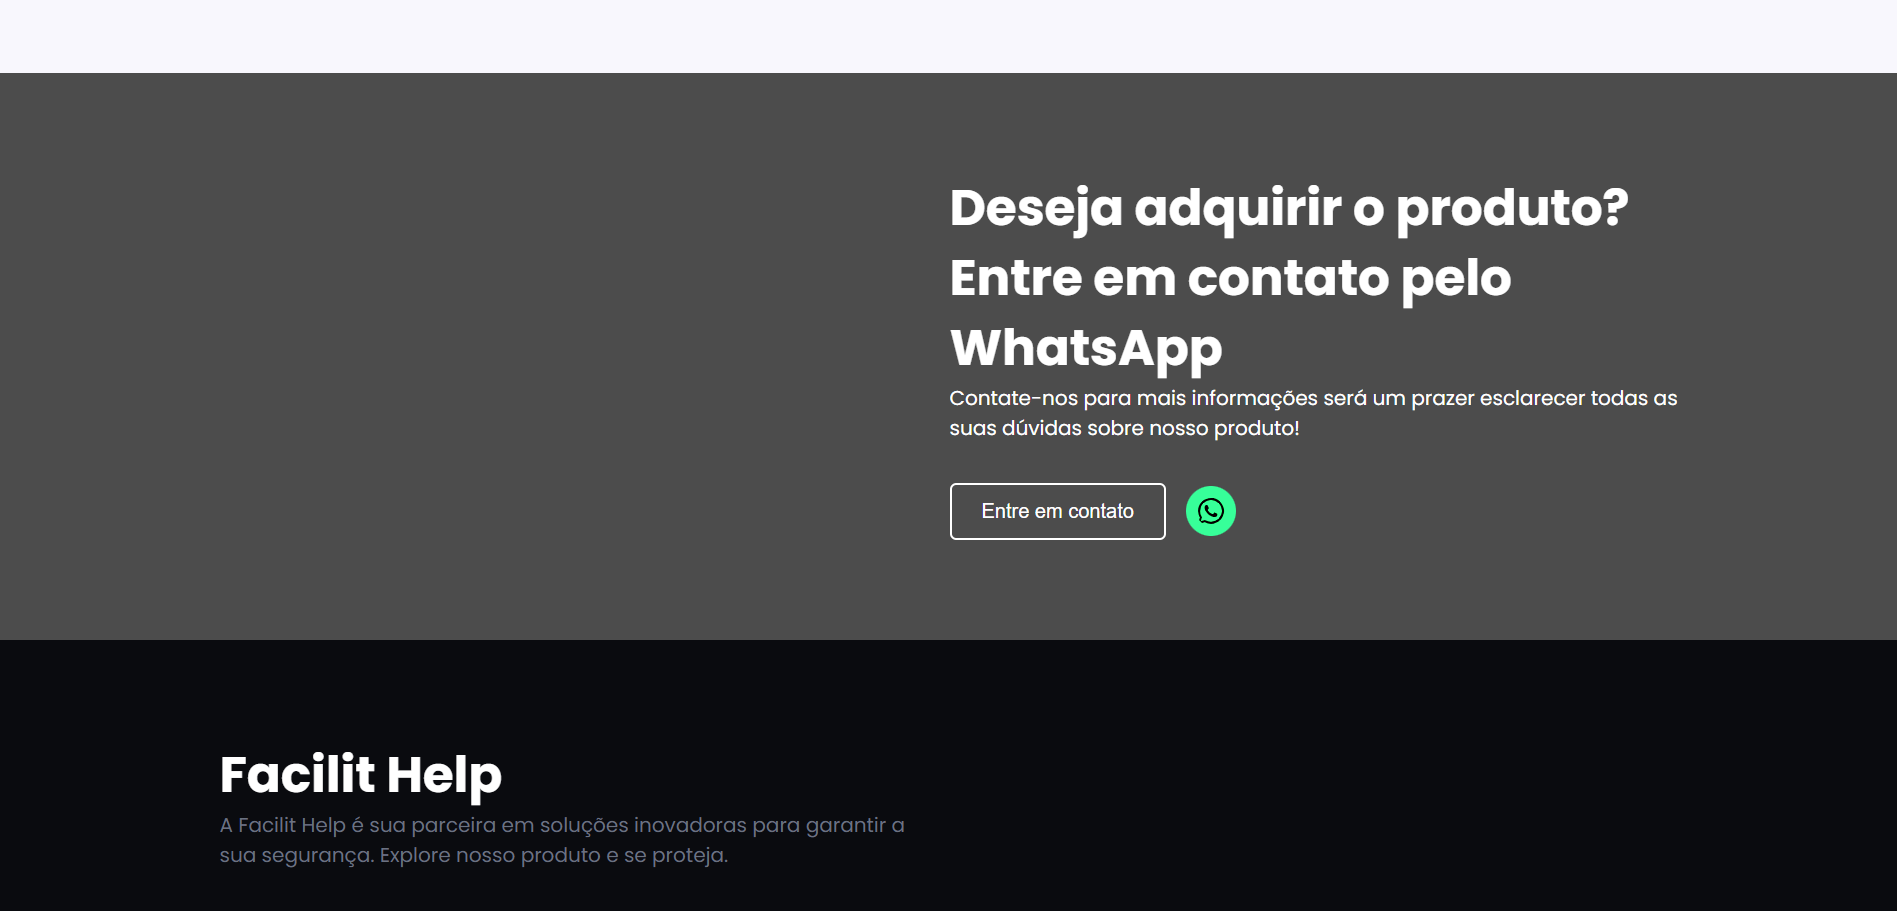 Deseja adquirir o produto?
Entre em contato pelo
WhatsApp
Contate-nos para mais informações será um prazer esclarecer todas as
suas dúvidas sobre nosso produto!
Entre em contato
Facilit Help
A Facilit Help é sua parceira em soluções inovadoras para garantir a
sua segurança. Explore nosso produto e se proteja.